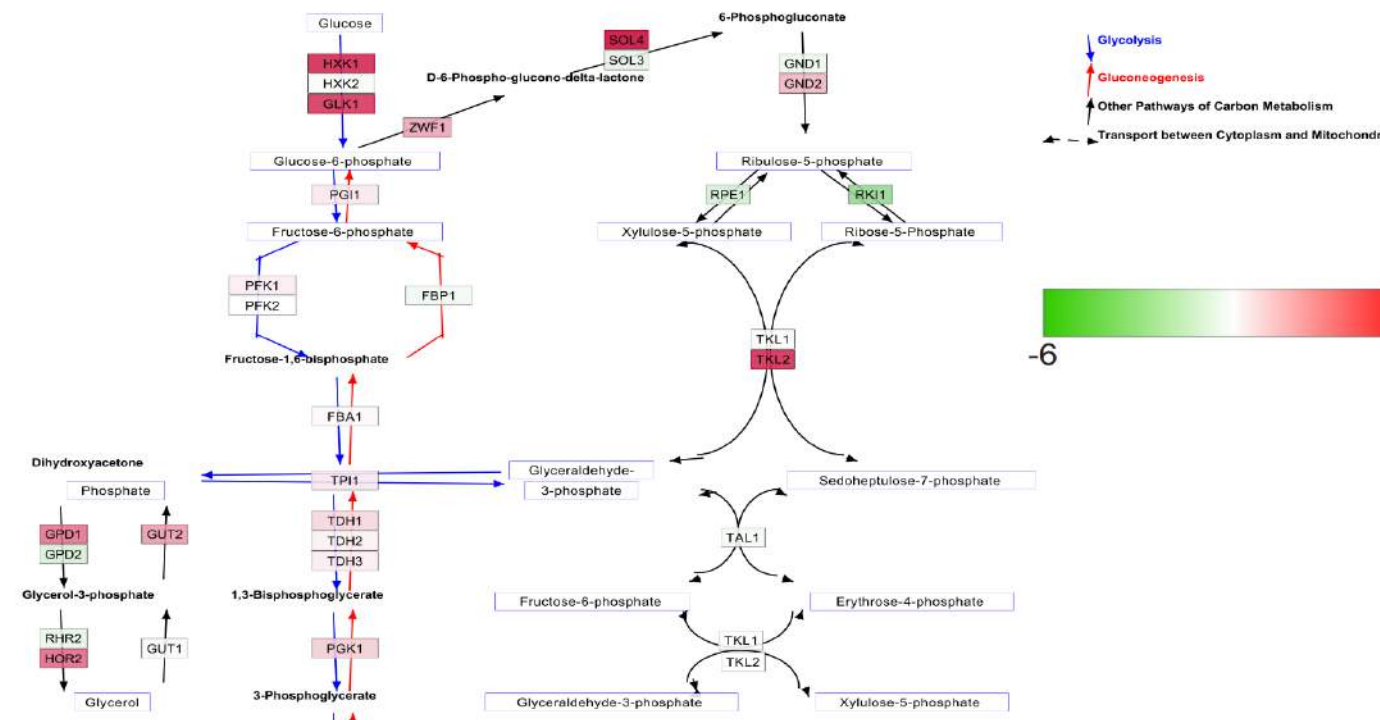 6-Phosphogluconate
Glucose
SOL4
SOL3
Glycolysis
HXK1
HXK2
GLK1
GND1
GND2
D-6-Phospho-glucono-delta-lactone
Gluconeogenesis
Other Pathways of Carbon Metabolism
Transport between Cytoplasm and Mitochondr
ZWF1
Glucose-6-phosphate
Ribulose-5-phosphate
PGI1
RPE1
RKI1
Fructose-6-phosphate
Xylulose-5-phosphate
Ribose-5-Phosphate
PFK1
PFK2
FBP1
-6
TKL1
TKL2
Fructose-1,6-bisphosphate
FBA1
Dihydroxyacetone
Phosphate
TPI1
Glyceraldehyde-
3-phosphate
Sedoheptulose-7-phosphate
GPD1
GPD2
GUT2
TDH1
TDH2
TDH3
TAL1
Glycerol-3-phosphate
1,3-Bisphosphoglycerate
Fructose-6-phosphate
Erythrose-4-phosphate
RHR2
HOR2
GUT1
PGK1
TKL1
TKL2
3-Phosphoglycerate
Glycerol
Glyceraldehyde-3-phosphate
Xylulose-5-phosphate